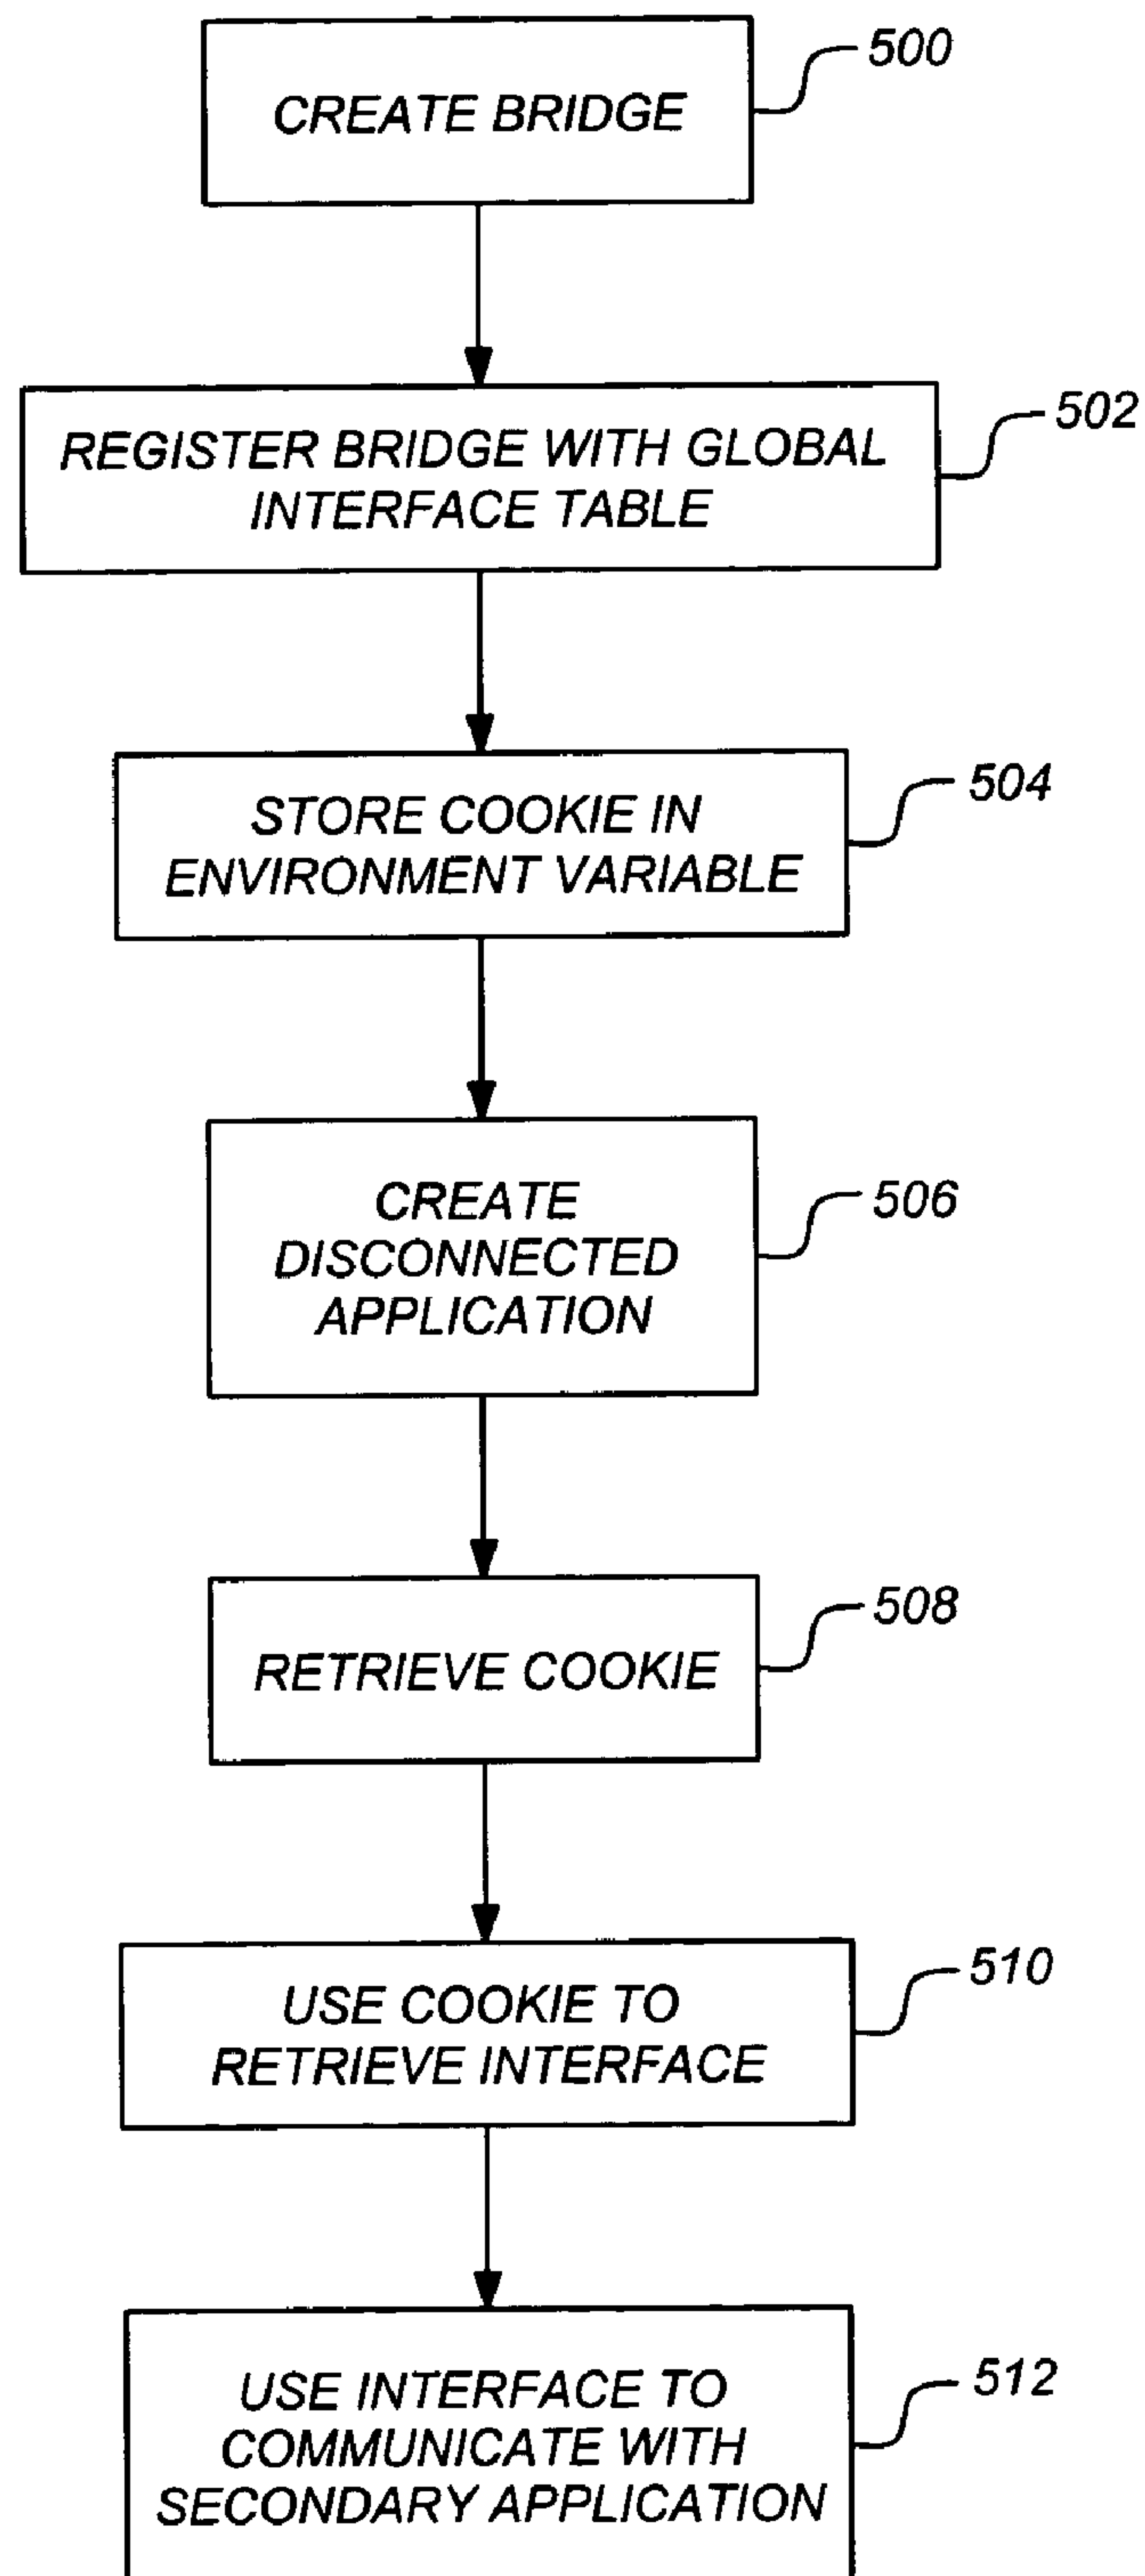 CREATE BRIDGE
500
REGISTER BRIDGE WITH GLOBAL
INTERFACE TABLE
502
STORE COOKIE IN
ENVIRONMENT VARIABLE
504
CREATE
DISCONNECTED
APPLICATION
506
RETRIEVE COOKIE
508
USE COOKIE TO
RETRIEVE INTERFACE
510
USE INTERFACE TO
COMMUNICATE WITH
SECONDARY APPLICATION
512